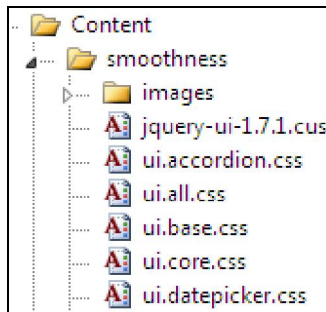 Content
smoothness
images
jquery-ui-1.7.1.cus
ui.accordion.css
ui.all.css
ui.base.css
ui.core.css
ui.datepicker.css